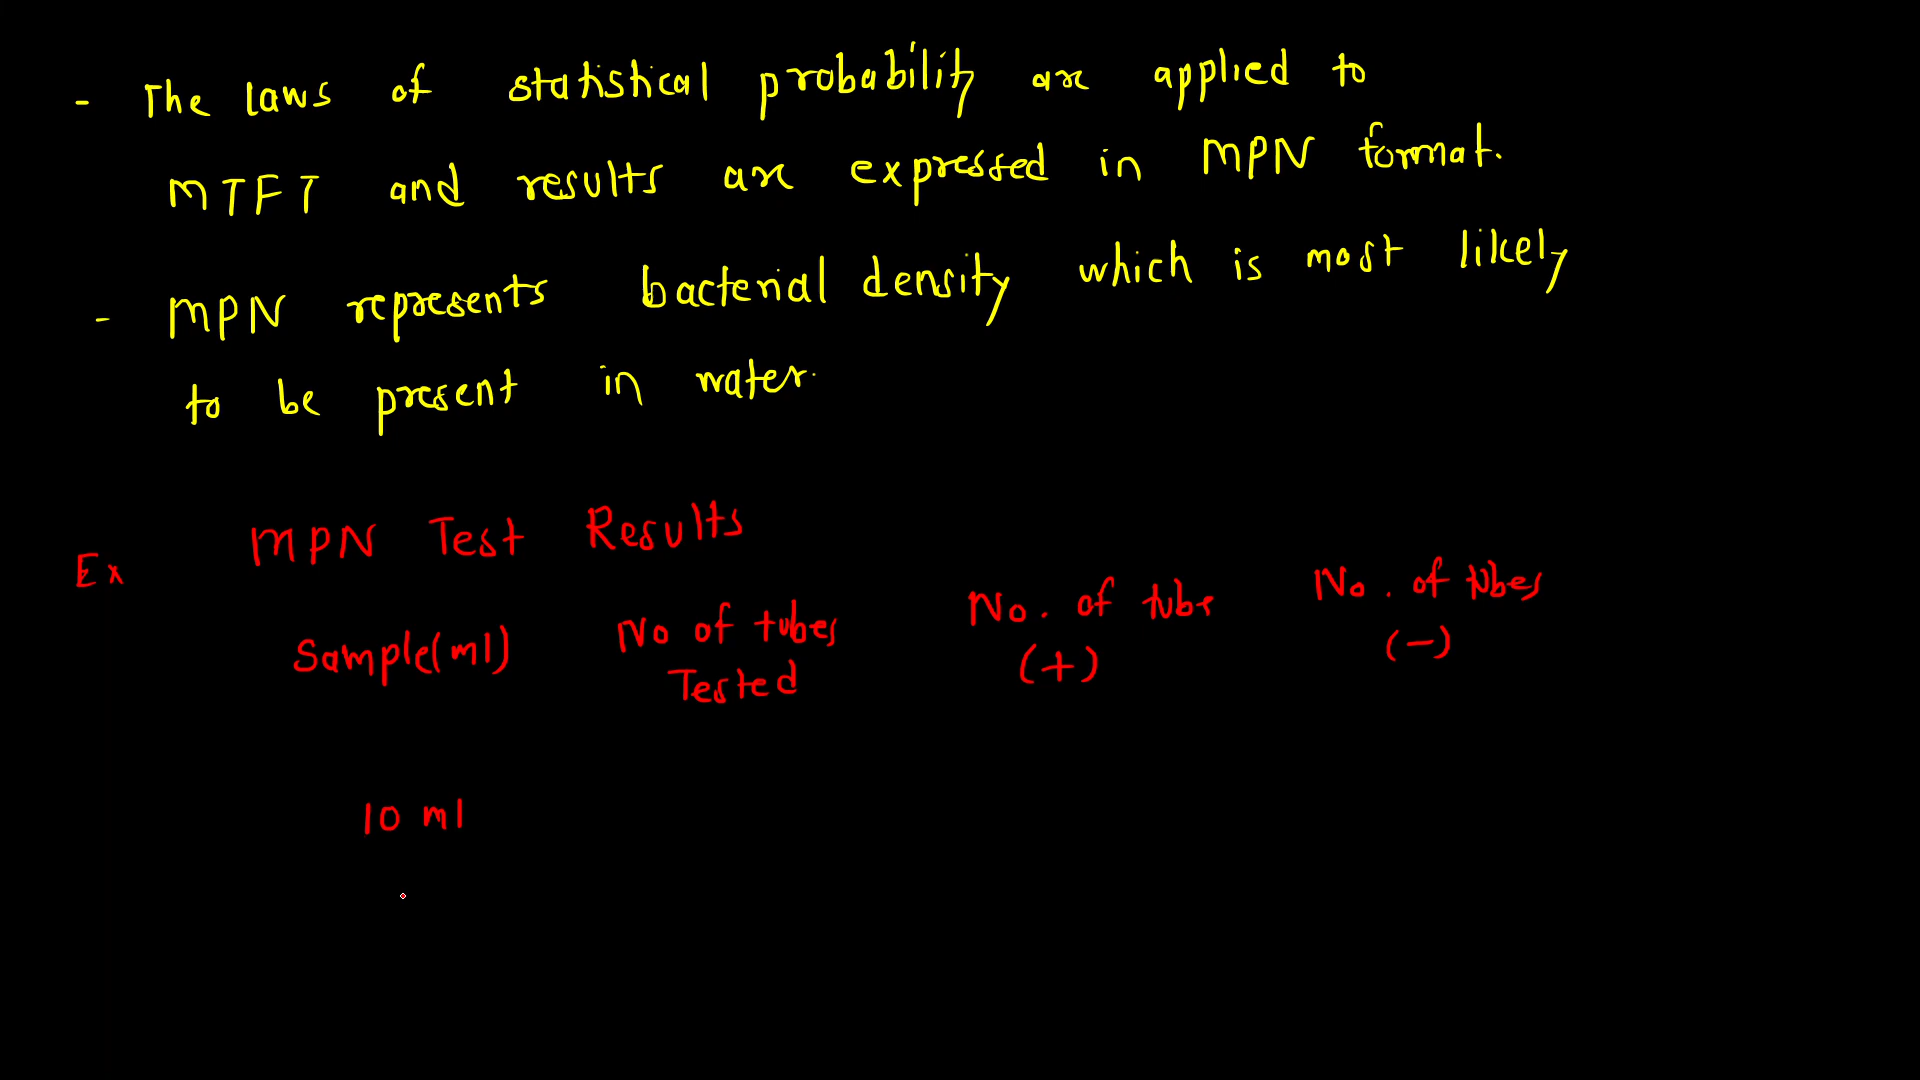 - The laws of statistical probability are applied to
MTFT and results are expressed in MPN format.
- MPN represents bacterial density which is most likely
to be present in water.
Ex MPN Test Results
Sample(ml) No of tubes Tested No. of tube (+) No. of tubes (-)
10 ml